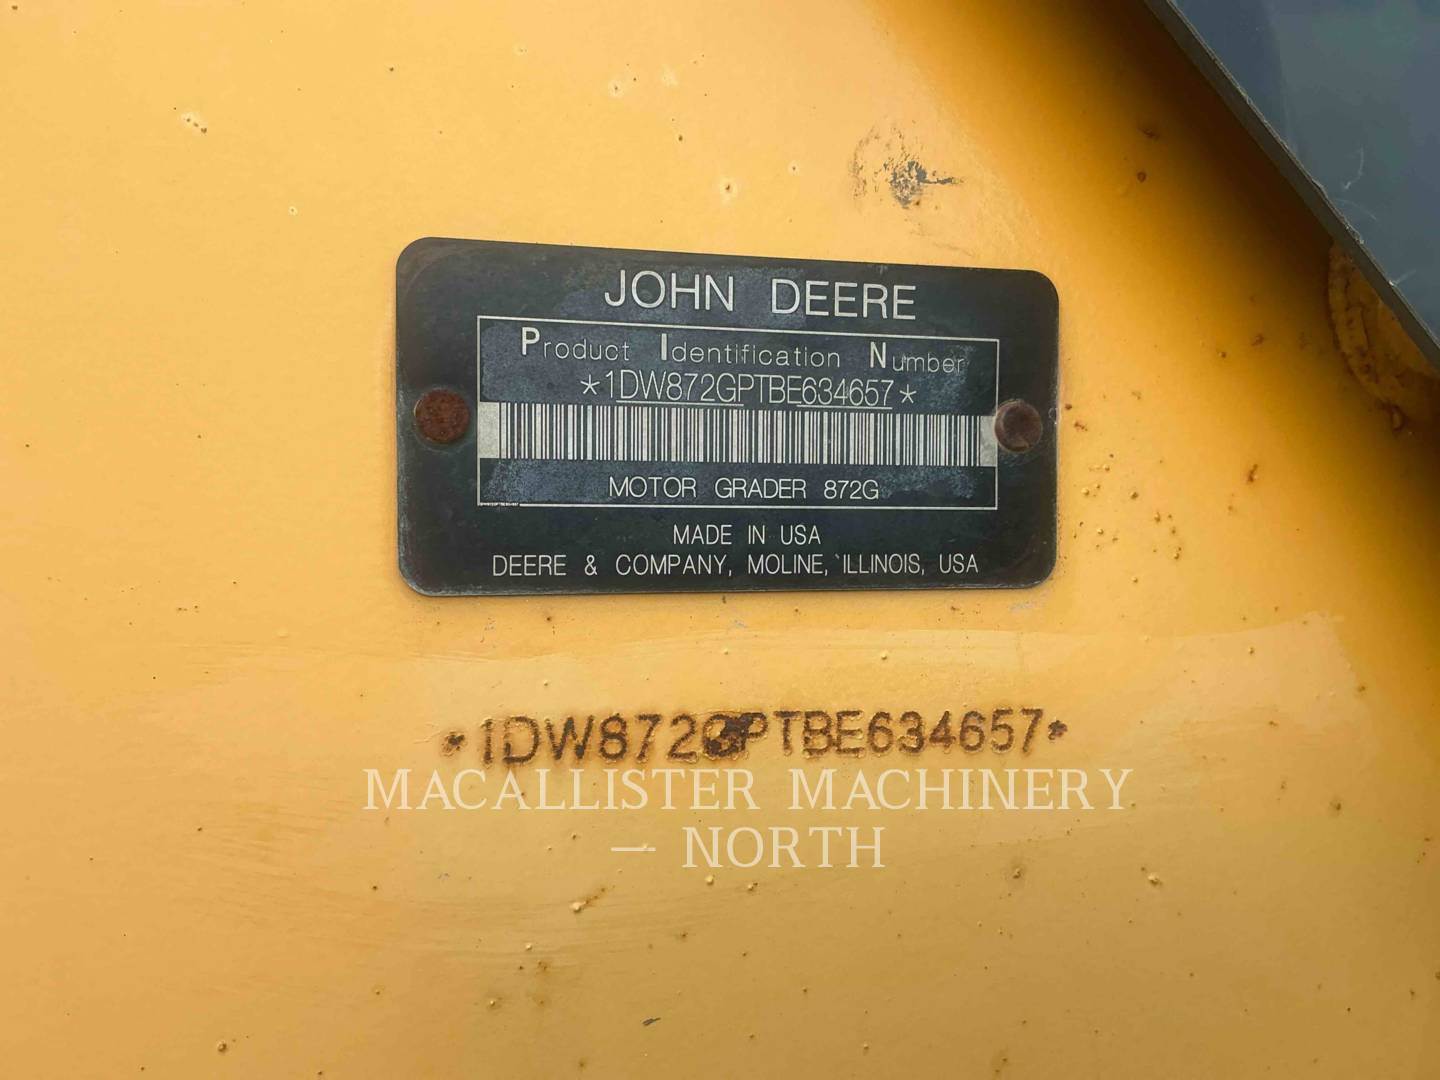 JOHN DEERE
Product Identification Number
*1DW872GPTBE634657*
MOTOR GRADER 872G
MADE IN USA
DEERE & COMPANY, MOLINE, ILLINOIS, USA
*1DW872GPTBE634657*
MACALLISTER MACHINERY
— NORTH